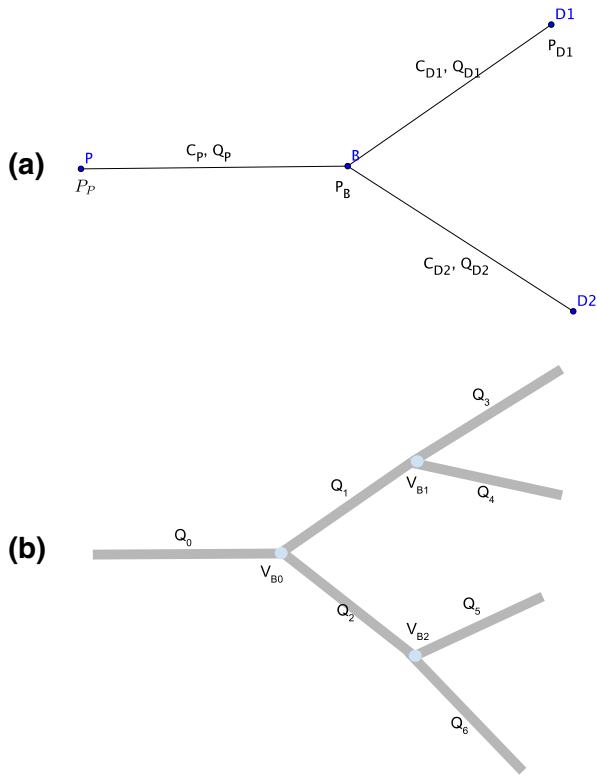 D1
P_D1
C_D1, Q_D1
(a)
P
C_P, Q_P
B
P_P
P_B
C_D2, Q_D2
D2
Q_3
Q_1
V_B1
Q_4
(b)
Q_0
V_B0
Q_2
V_B2
Q_5
Q_6